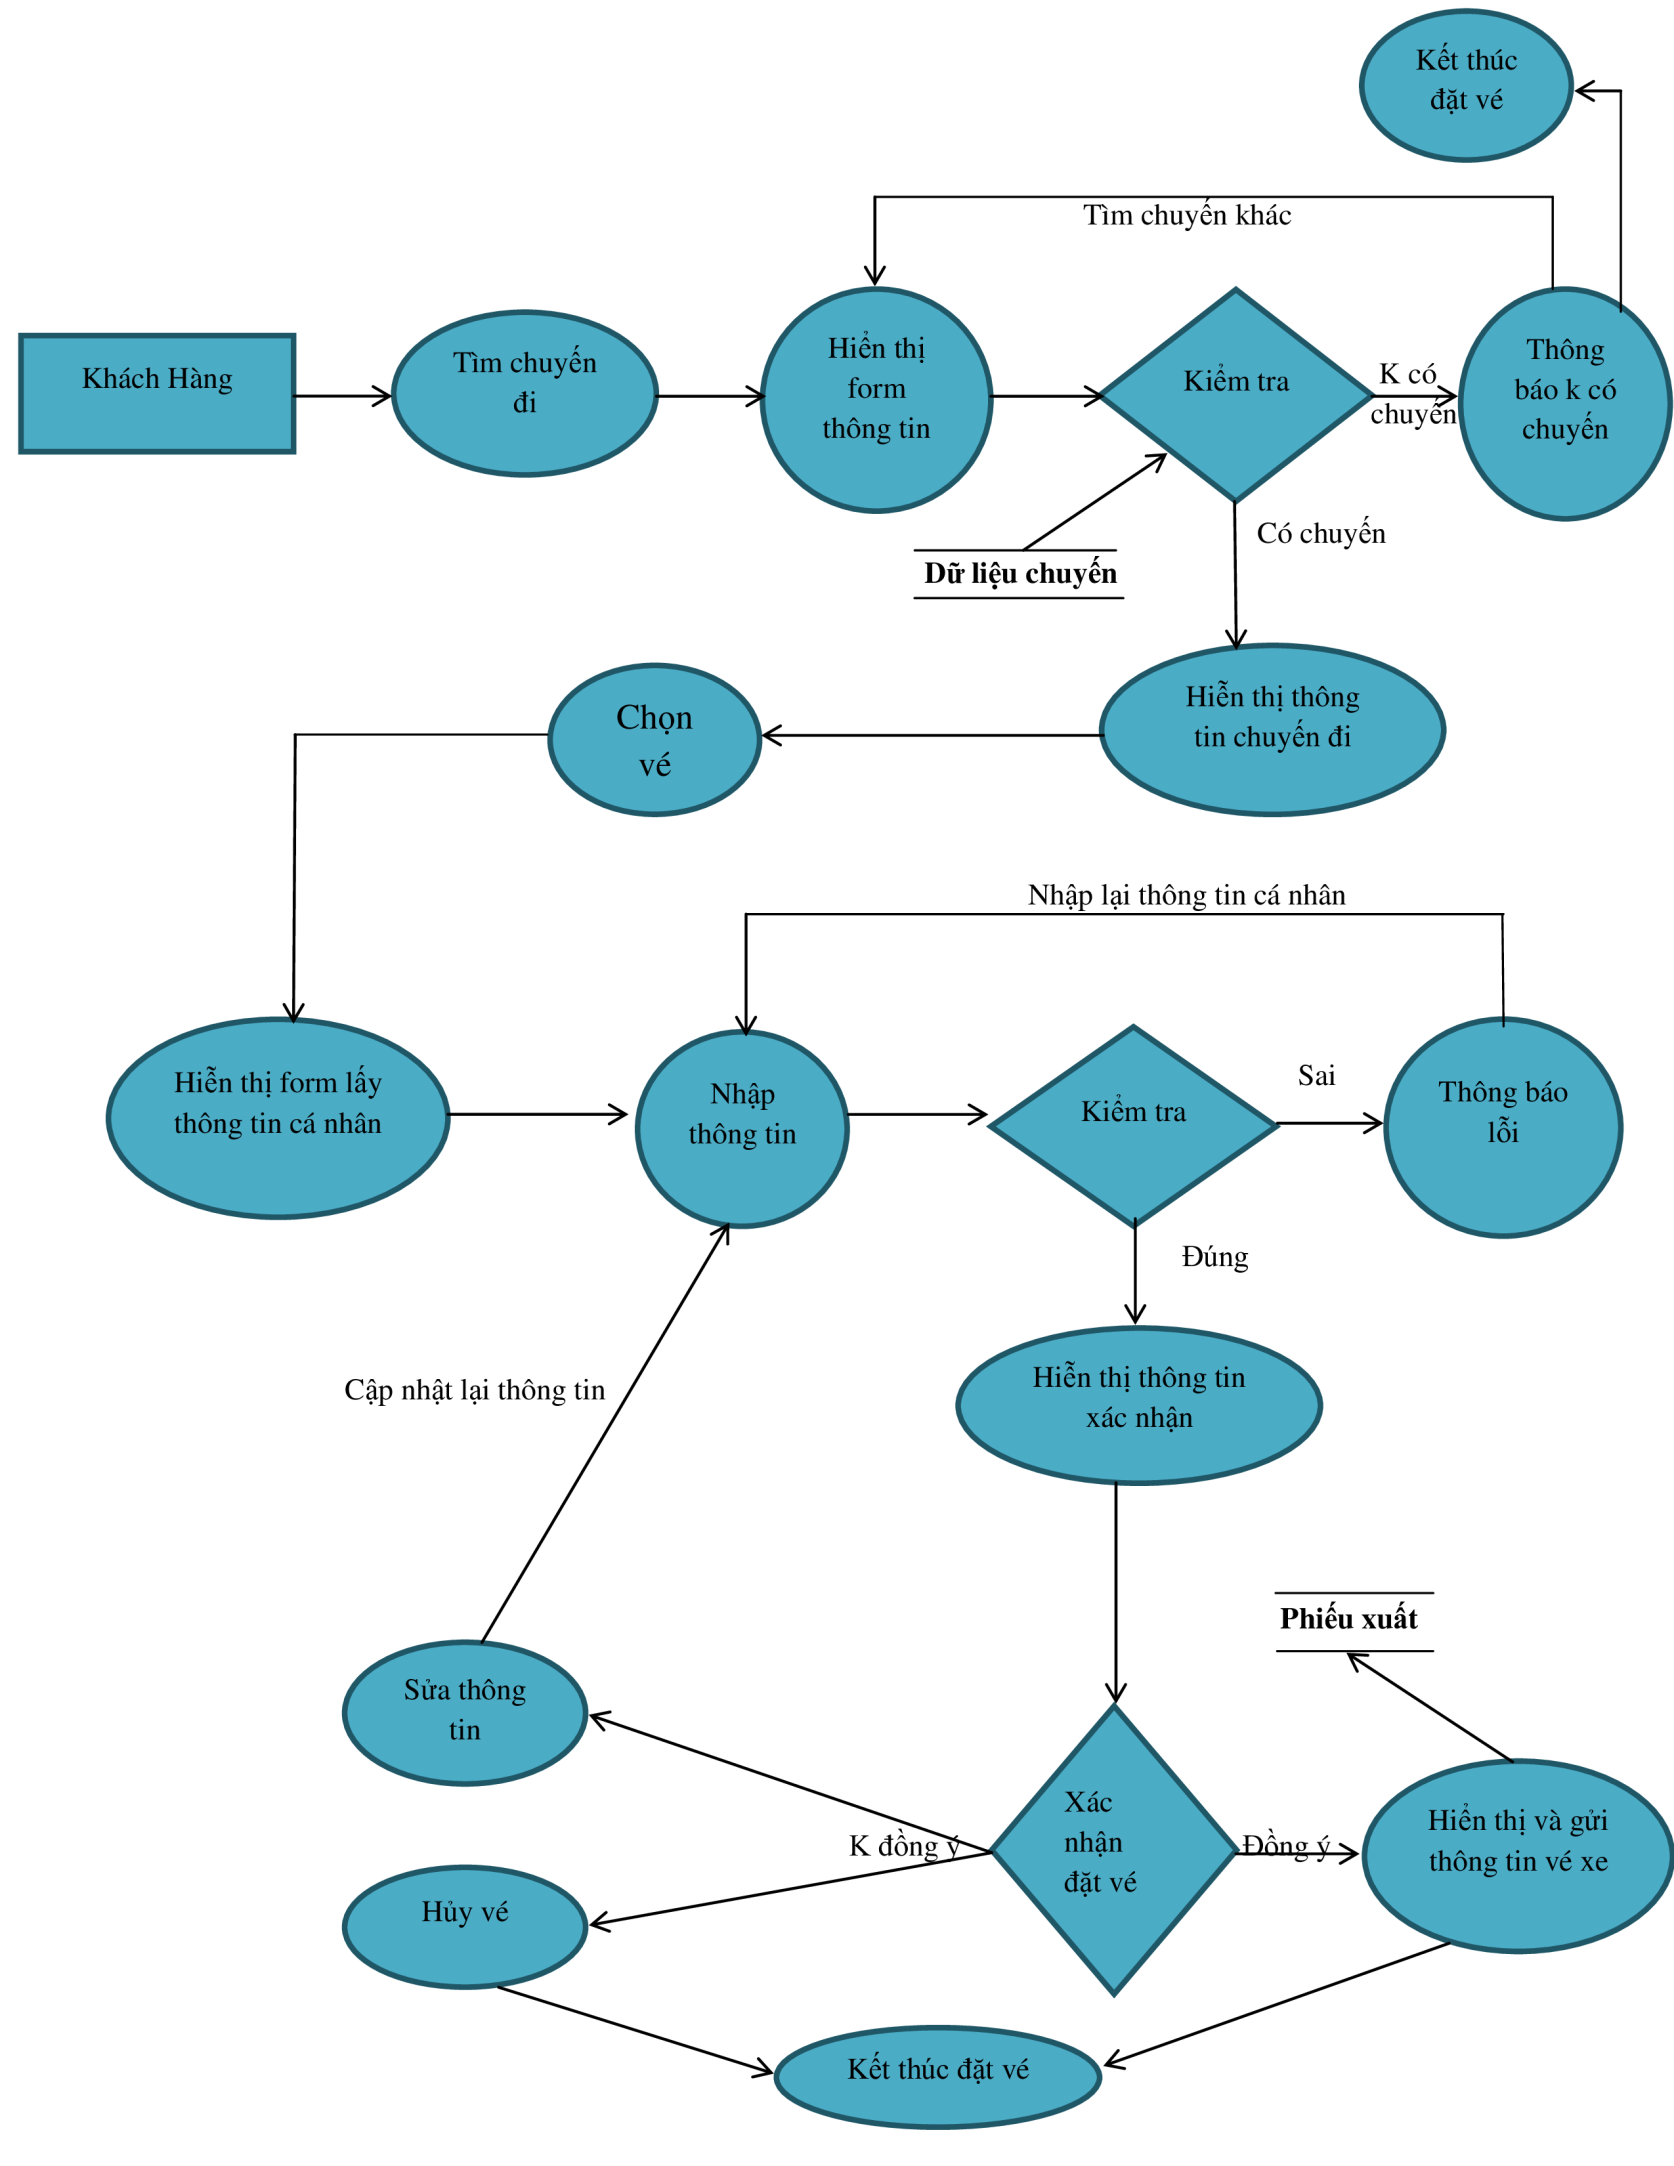 Kết thúc
đặt vé
Tìm chuyến khác
Khách Hàng
Tìm chuyến
đi
Hiển thị
form
thông tin
Kiểm tra
K có
chuyến
Thông
báo k có
chuyến
Có chuyến
Dữ liệu chuyến
Hiễn thị thông
tin chuyến đi
Chọn
vé
Nhập lại thông tin cá nhân
Hiễn thị form lấy
thông tin cá nhân
Nhập
thông tin
Kiểm tra
Sai
Thông báo
lỗi
Đúng
Hiễn thị thông tin
xác nhận
Cập nhật lại thông tin
Phiếu xuất
Sửa thông
tin
Xác
nhận
đặt vé
K đồng ý
Đồng ý
Hiển thị và gửi
thông tin vé xe
Hủy vé
Kết thúc đặt vé